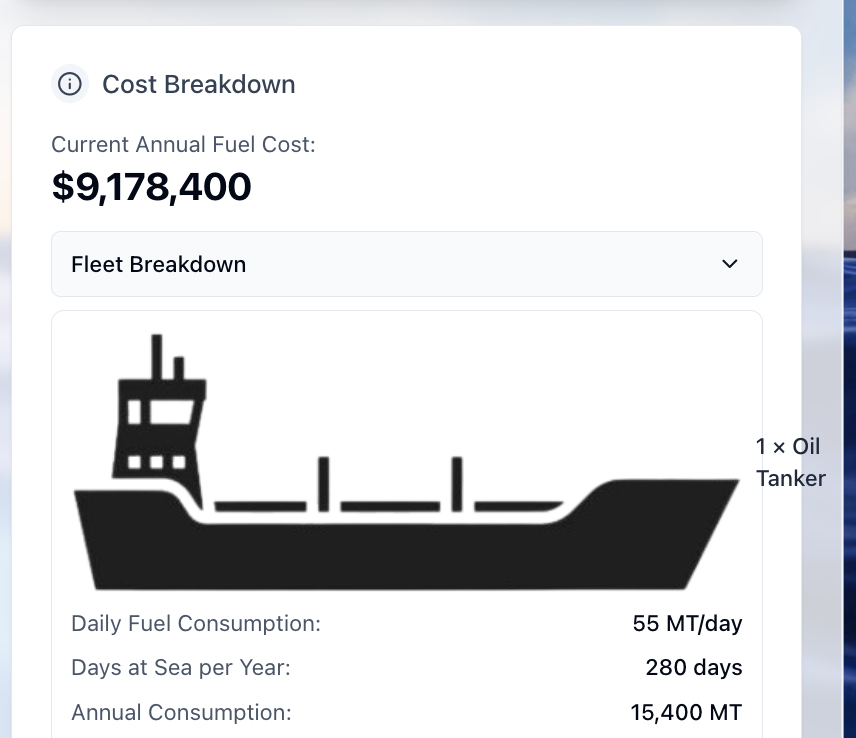 Cost Breakdown
Current Annual Fuel Cost:
$9,178,400
Fleet Breakdown
1 × Oil
Tanker
Daily Fuel Consumption: 55 MT/day
Days at Sea per Year: 280 days
Annual Consumption: 15,400 MT